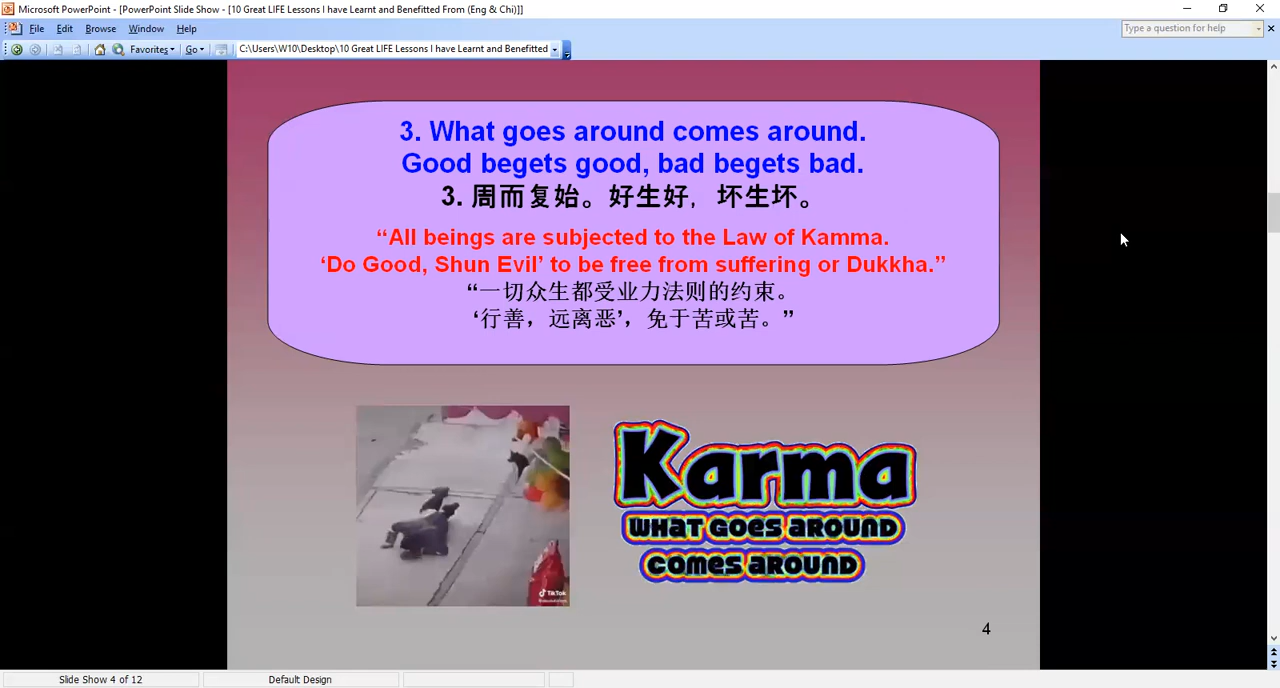 Microsoft PowerPoint - [PowerPoint Slide Show - [10 Great LIFE Lessons I have Learnt and Benefitted From (Eng & Chi)]]
File Edit Browse Window Help
Type a question for help
Favorites Go C:\Users\W10\Desktop\10 Great LIFE Lessons I have Learnt and Benefitted
3. What goes around comes around.
Good begets good, bad begets bad.
3. 周而复始。好生好，坏生坏。
“All beings are subjected to the Law of Kamma.
‘Do Good, Shun Evil’ to be free from suffering or Dukkha.”
“一切众生都受业力法则的约束。
‘行善，远离恶’，免于苦或苦。”
Karma
WHAT GOES AROUND
COMES AROUND
TikTok
4
Slide Show 4 of 12
Default Design